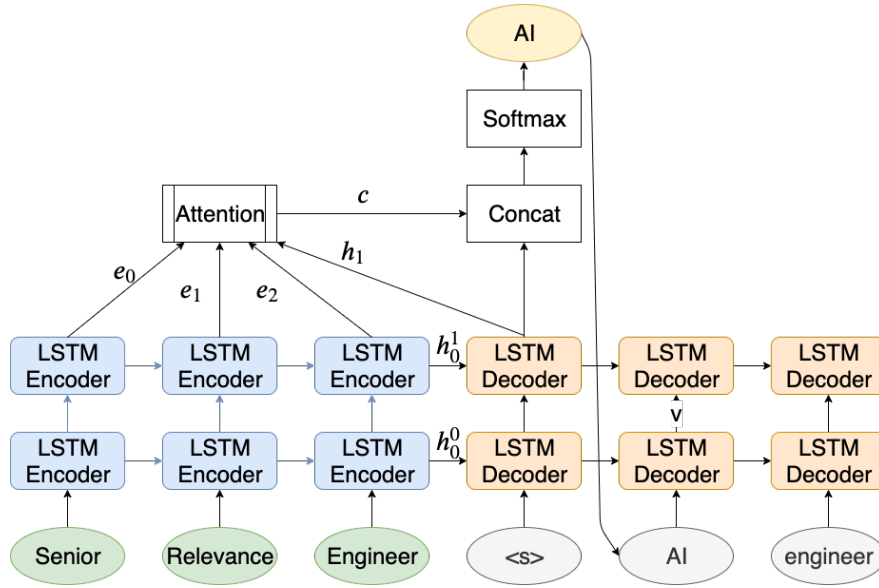 AI
Softmax
Attention
c
Concat
e₀
e₁
e₂
h₁
LSTM
Encoder
LSTM
Encoder
LSTM
Encoder
h₀¹
LSTM
Decoder
LSTM
Decoder
LSTM
Decoder
v
LSTM
Encoder
LSTM
Encoder
LSTM
Encoder
h₀⁰
LSTM
Decoder
LSTM
Decoder
LSTM
Decoder
Senior
Relevance
Engineer
<s>
AI
engineer